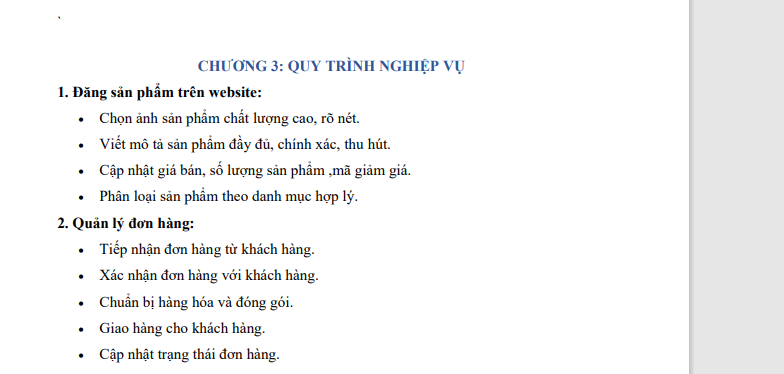 CHƯƠNG 3: QUY TRÌNH NGHIỆP VỤ
1. Đăng sản phẩm trên website:
• Chọn ảnh sản phẩm chất lượng cao, rõ nét.
• Viết mô tả sản phẩm đầy đủ, chính xác, thu hút.
• Cập nhật giá bán, số lượng sản phẩm ,mã giảm giá.
• Phân loại sản phẩm theo danh mục hợp lý.
2. Quản lý đơn hàng:
• Tiếp nhận đơn hàng từ khách hàng.
• Xác nhận đơn hàng với khách hàng.
• Chuẩn bị hàng hóa và đóng gói.
• Giao hàng cho khách hàng.
• Cập nhật trạng thái đơn hàng.